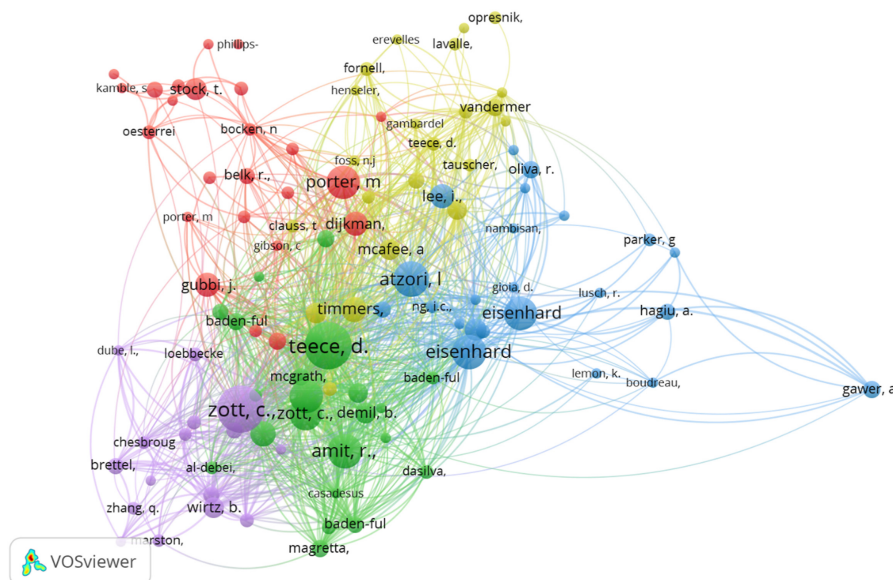 opresnik,
phillips-
erevelles
lavalle,
fornell,
kamble, s.
stock, t.
henseler,
vandermer
oesterrei
bocken, n
gambardel
teece, d.
foss, n.j
tauscher,
oliva, r.
belk, r.,
porter, m
lee, i.,
porter, m
clauss, t
dijkman,
nambisan,
parker, g
gibson, c
mcafee, a
gubbi, j.
atzori, l
gioia, d.
lusch, r.
timmers,
ng, i.c.,
eisenhard
hagiu, a.
baden-ful
teece, d.
eisenhard
dube, l.,
loebbecke
mcgrath,
baden-ful
lemon, k.
boudreau,
gawer, a
zott, c.,
zott, c.,
demil, b.
chesbroug
amit, r.,
brettel,
al-debei,
dasilva,
casadesus
zhang, q.
wirtz, b.
baden-ful
marston,
magretta,
VOSviewer